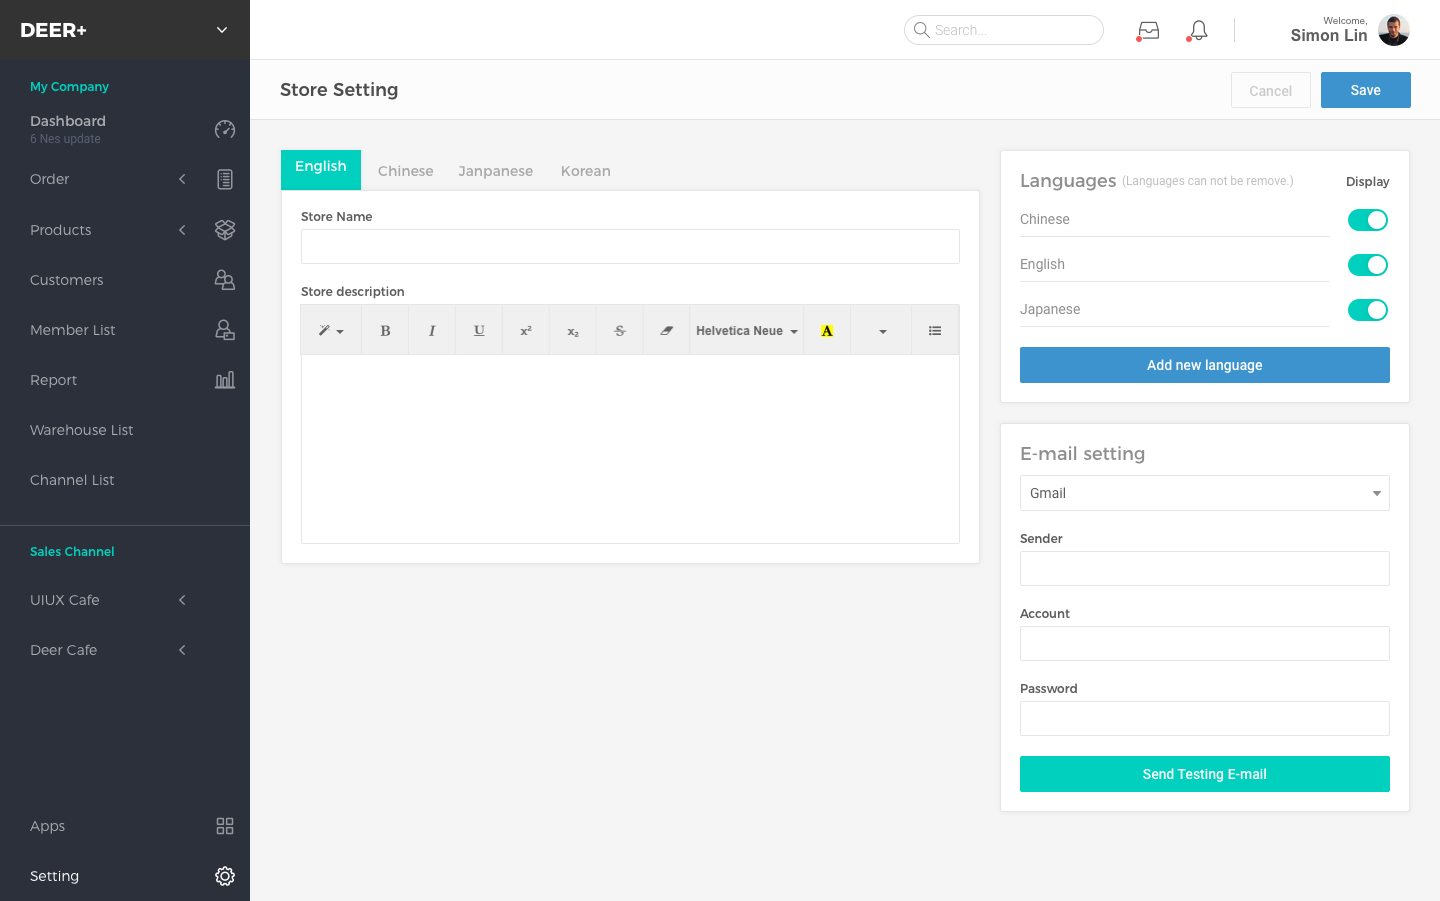 DEER+
Search...
Welcome,
Simon Lin
My Company
Dashboard
6 Nes update
Order
Products
Customers
Member List
Report
Warehouse List
Channel List
Sales Channel
UIUX Cafe
Deer Cafe
Apps
Setting
Store Setting
Cancel
Save
English Chinese Janpanese Korean
Store Name
Store description
B I U x² x₂ S Helvetica Neue A
Languages (Languages can not be remove.) Display
Chinese
English
Japanese
Add new language
E-mail setting
Gmail
Sender
Account
Password
Send Testing E-mail